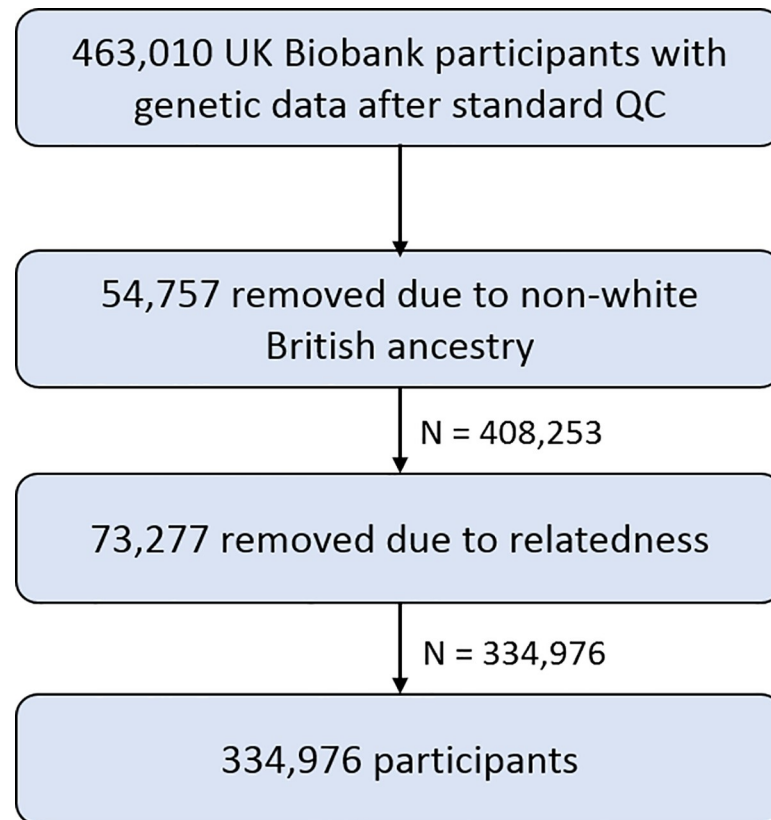 463,010 UK Biobank participants with
genetic data after standard QC
54,757 removed due to non-white
British ancestry
N = 408,253
73,277 removed due to relatedness
N = 334,976
334,976 participants